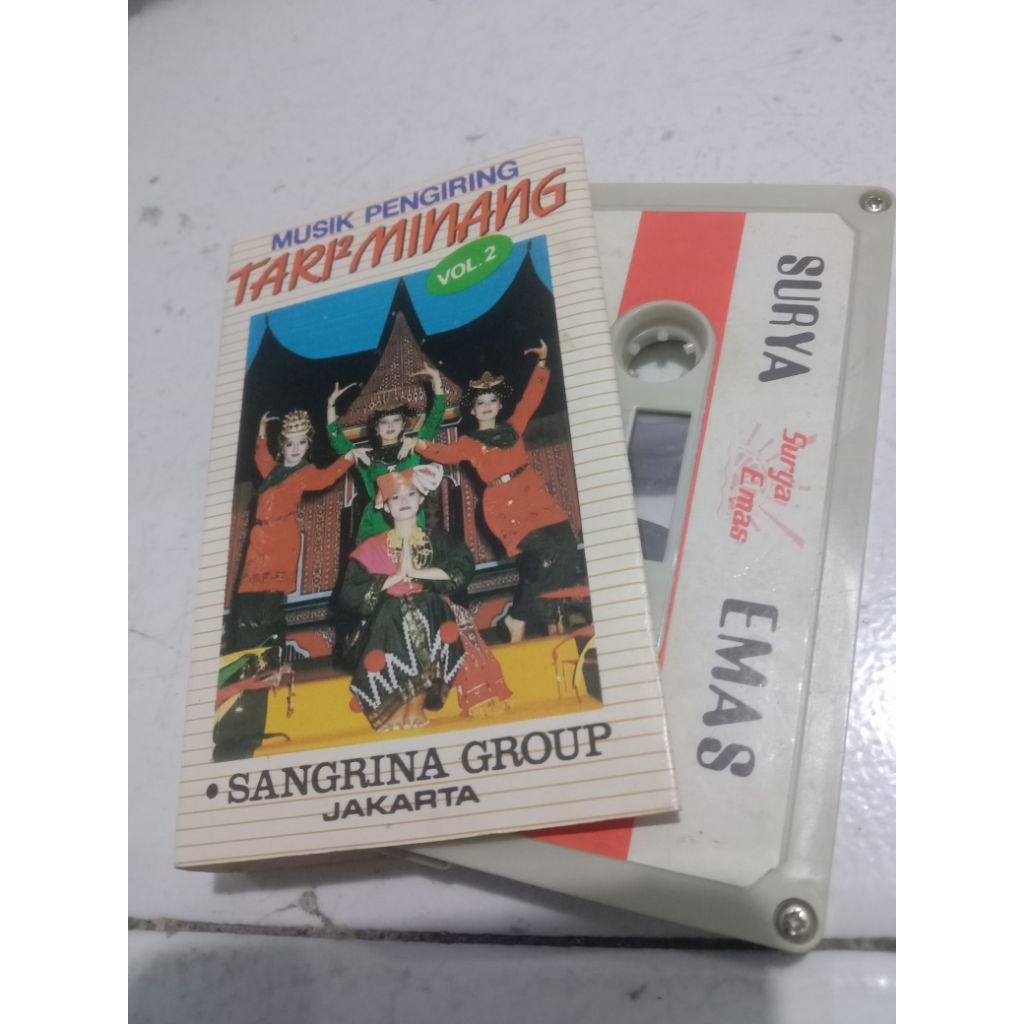 MUSIK PENGIRING
TARI² MINANG
VOL. 2
• SANGRINA GROUP
JAKARTA
SURYA
Surya
Emas
EMAS